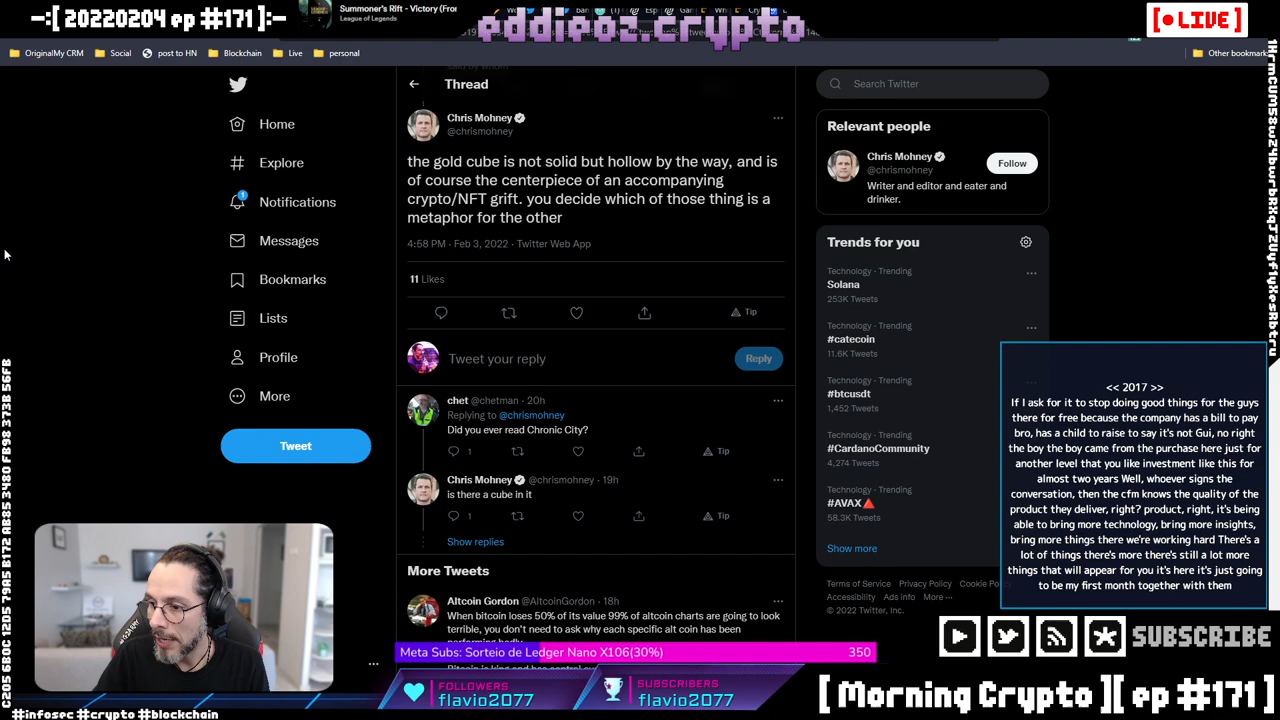 -:[ 20220204 ep #171 ]:-
Summoner's Rift - Victory (From
League of Legends
eddieoz.crypto
[● LIVE ]
OriginalMy CRM
Social
post to HN
Blockchain
Live
personal
Other bookmark
Home
Explore
1
Notifications
Messages
Bookmarks
Lists
Profile
More
Tweet
Thread
Chris Mohney
@chrismohney
the gold cube is not solid but hollow by the way, and is
of course the centerpiece of an accompanying
crypto/NFT grift. you decide which of those thing is a
metaphor for the other
4:58 PM · Feb 3, 2022 · Twitter Web App
11 Likes
Tip
Tweet your reply
Reply
chet @chetman · 20h
Replying to @chrismohney
Did you ever read Chronic City?
1
Tip
Chris Mohney @chrismohney · 19h
is there a cube in it
1
Tip
Show replies
More Tweets
Altcoin Gordon @AltcoinGordon · 18h
When bitcoin loses 50% of its value 99% of altcoin charts are going to look
terrible, you don't need to ask why each specific alt coin has been
performing badly
Search Twitter
Relevant people
Chris Mohney
@chrismohney
Follow
Writer and editor and eater and
drinker.
Trends for you
Technology · Trending
Solana
253K Tweets
Technology · Trending
#catecoin
11.6K Tweets
Technology · Trending
#btcusdt
1,452 Tweets
Technology · Trending
#CardanoCommunity
4,274 Tweets
Technology · Trending
#AVAX
58.3K Tweets
Show more
Terms of Service Privacy Policy Cookie Po
Accessibility Ads info More ...
© 2022 Twitter, Inc.
<< 2017 >>
If I ask for it to stop doing good things for the guys
there for free because the company has a bill to pay
bro, has a child to raise to say it's not Gui, no right
the boy the boy came from the purchase here just for
another level that you like investment like this for
almost two years Well, whoever signs the
conversation, then the cfm knows the quality of the
product they deliver, right? product, right, it's being
able to bring more technology, bring more insights,
bring more things there we're working hard There's a
lot of things there's more there's still a lot more
things that will appear for you it's here it's just going
to be my first month together with them
SUBSCRIBE
Meta Subs: Sorteio de Ledger Nano X 106(30%)
350
FOLLOWERS
flavio2077
SUBSCRIBERS
flavio2077
[ Morning Crypto ][ ep #171 ]
#infosec #crypto #blockchain